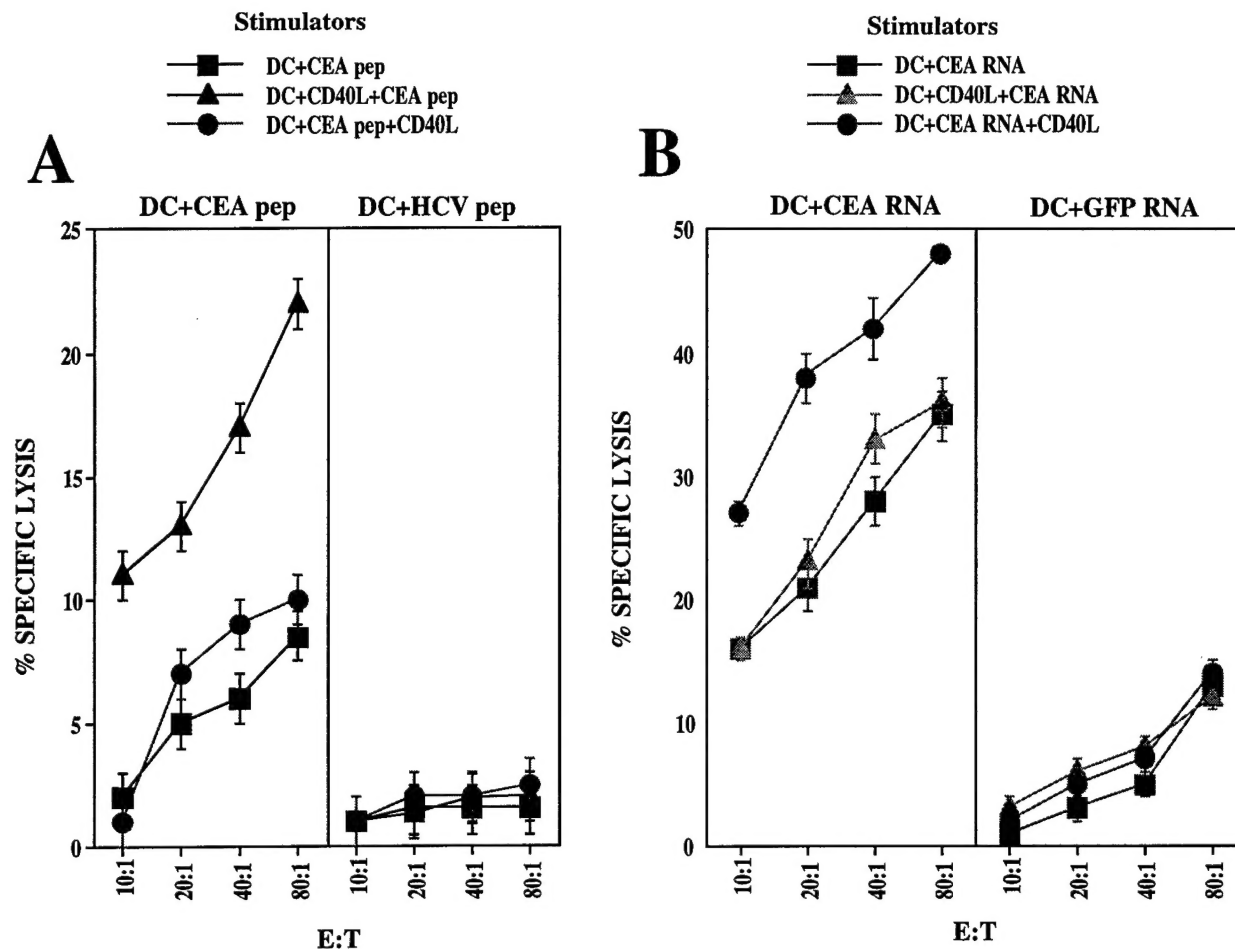 Stimulators
DC+CEA pep
DC+CD40L+CEA pep
DC+CEA pep+CD40L
A
DC+CEA pep
DC+HCV pep
25
20
15
10
5
0
% SPECIFIC LYSIS
10:1
20:1
40:1
80:1
10:1
20:1
40:1
80:1
E:T
Stimulators
DC+CEA RNA
DC+CD40L+CEA RNA
DC+CEA RNA+CD40L
B
DC+CEA RNA
DC+GFP RNA
50
40
30
20
10
0
% SPECIFIC LYSIS
10:1
20:1
40:1
80:1
10:1
20:1
40:1
80:1
E:T